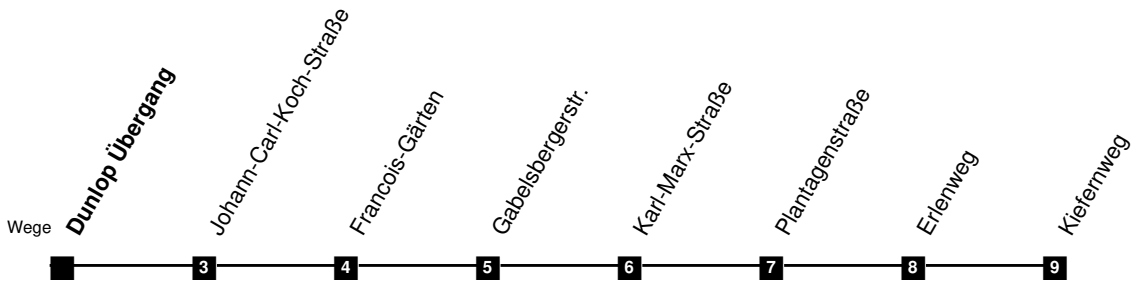 Wege
Dunlop Übergang
Johann-Carl-Koch-Straße
Francois-Gärten
Gabelsbergerstr.
Karl-Marx-Straße
Plantagenstraße
Erlenweg
Kiefernweg
3
4
5
6
7
8
9